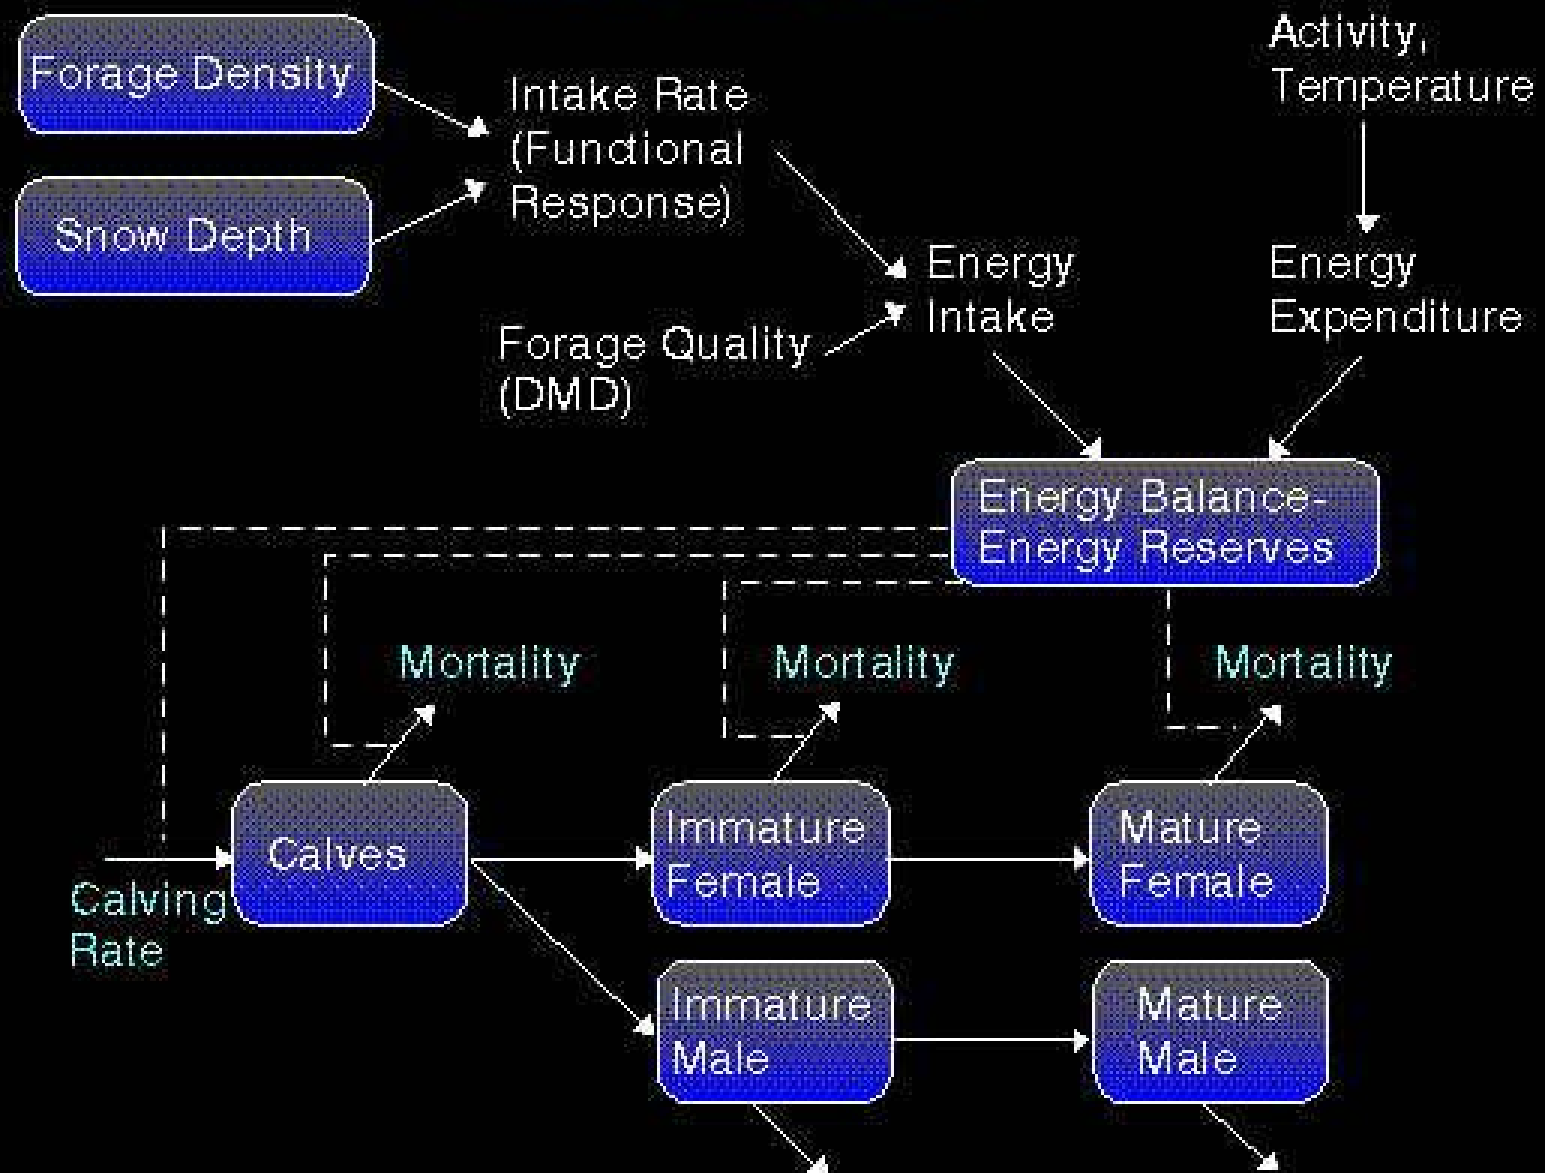 Forage Density
Snow Depth
Intake Rate
(Functional
Response)
Activity,
Temperature
Energy
Intake
Energy
Expenditure
Forage Quality
(DMD)
Energy Balance-
Energy Reserves
Mortality
Mortality
Mortality
Calving
Rate
Calves
Immature
Female
Mature
Female
Immature
Male
Mature
Male